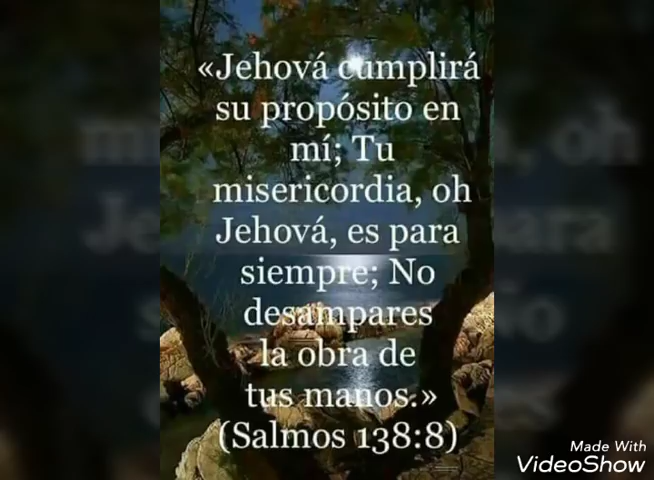 «Jehová cumplirá
su propósito en
mí; Tu
misericordia, oh
Jehová, es para
siempre; No
desampares
la obra de
tus manos.»
(Salmos 138:8)
Made With
VideoShow